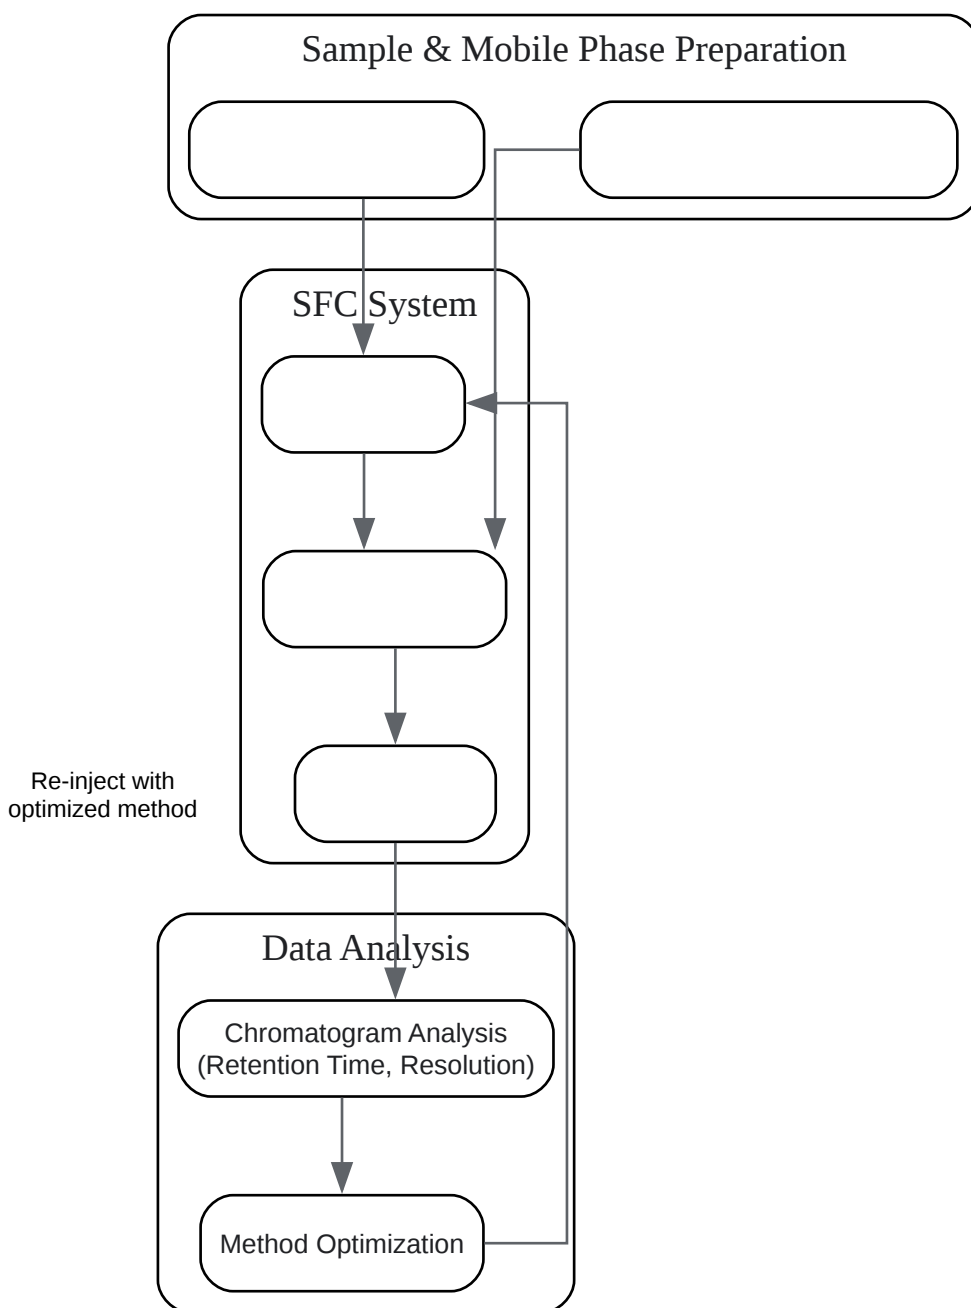 Sample & Mobile Phase Preparation
SFC System
Re-inject with
optimized method
Data Analysis
Chromatogram Analysis
(Retention Time, Resolution)
Method Optimization